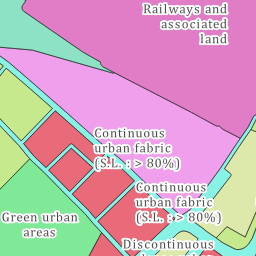 Railways and
associated
land
Continuous
urban fabric
(S.L. : > 80%)
Continuous
urban fabric
(S.L. : > 80%)
Green urban
areas
Discontinuous